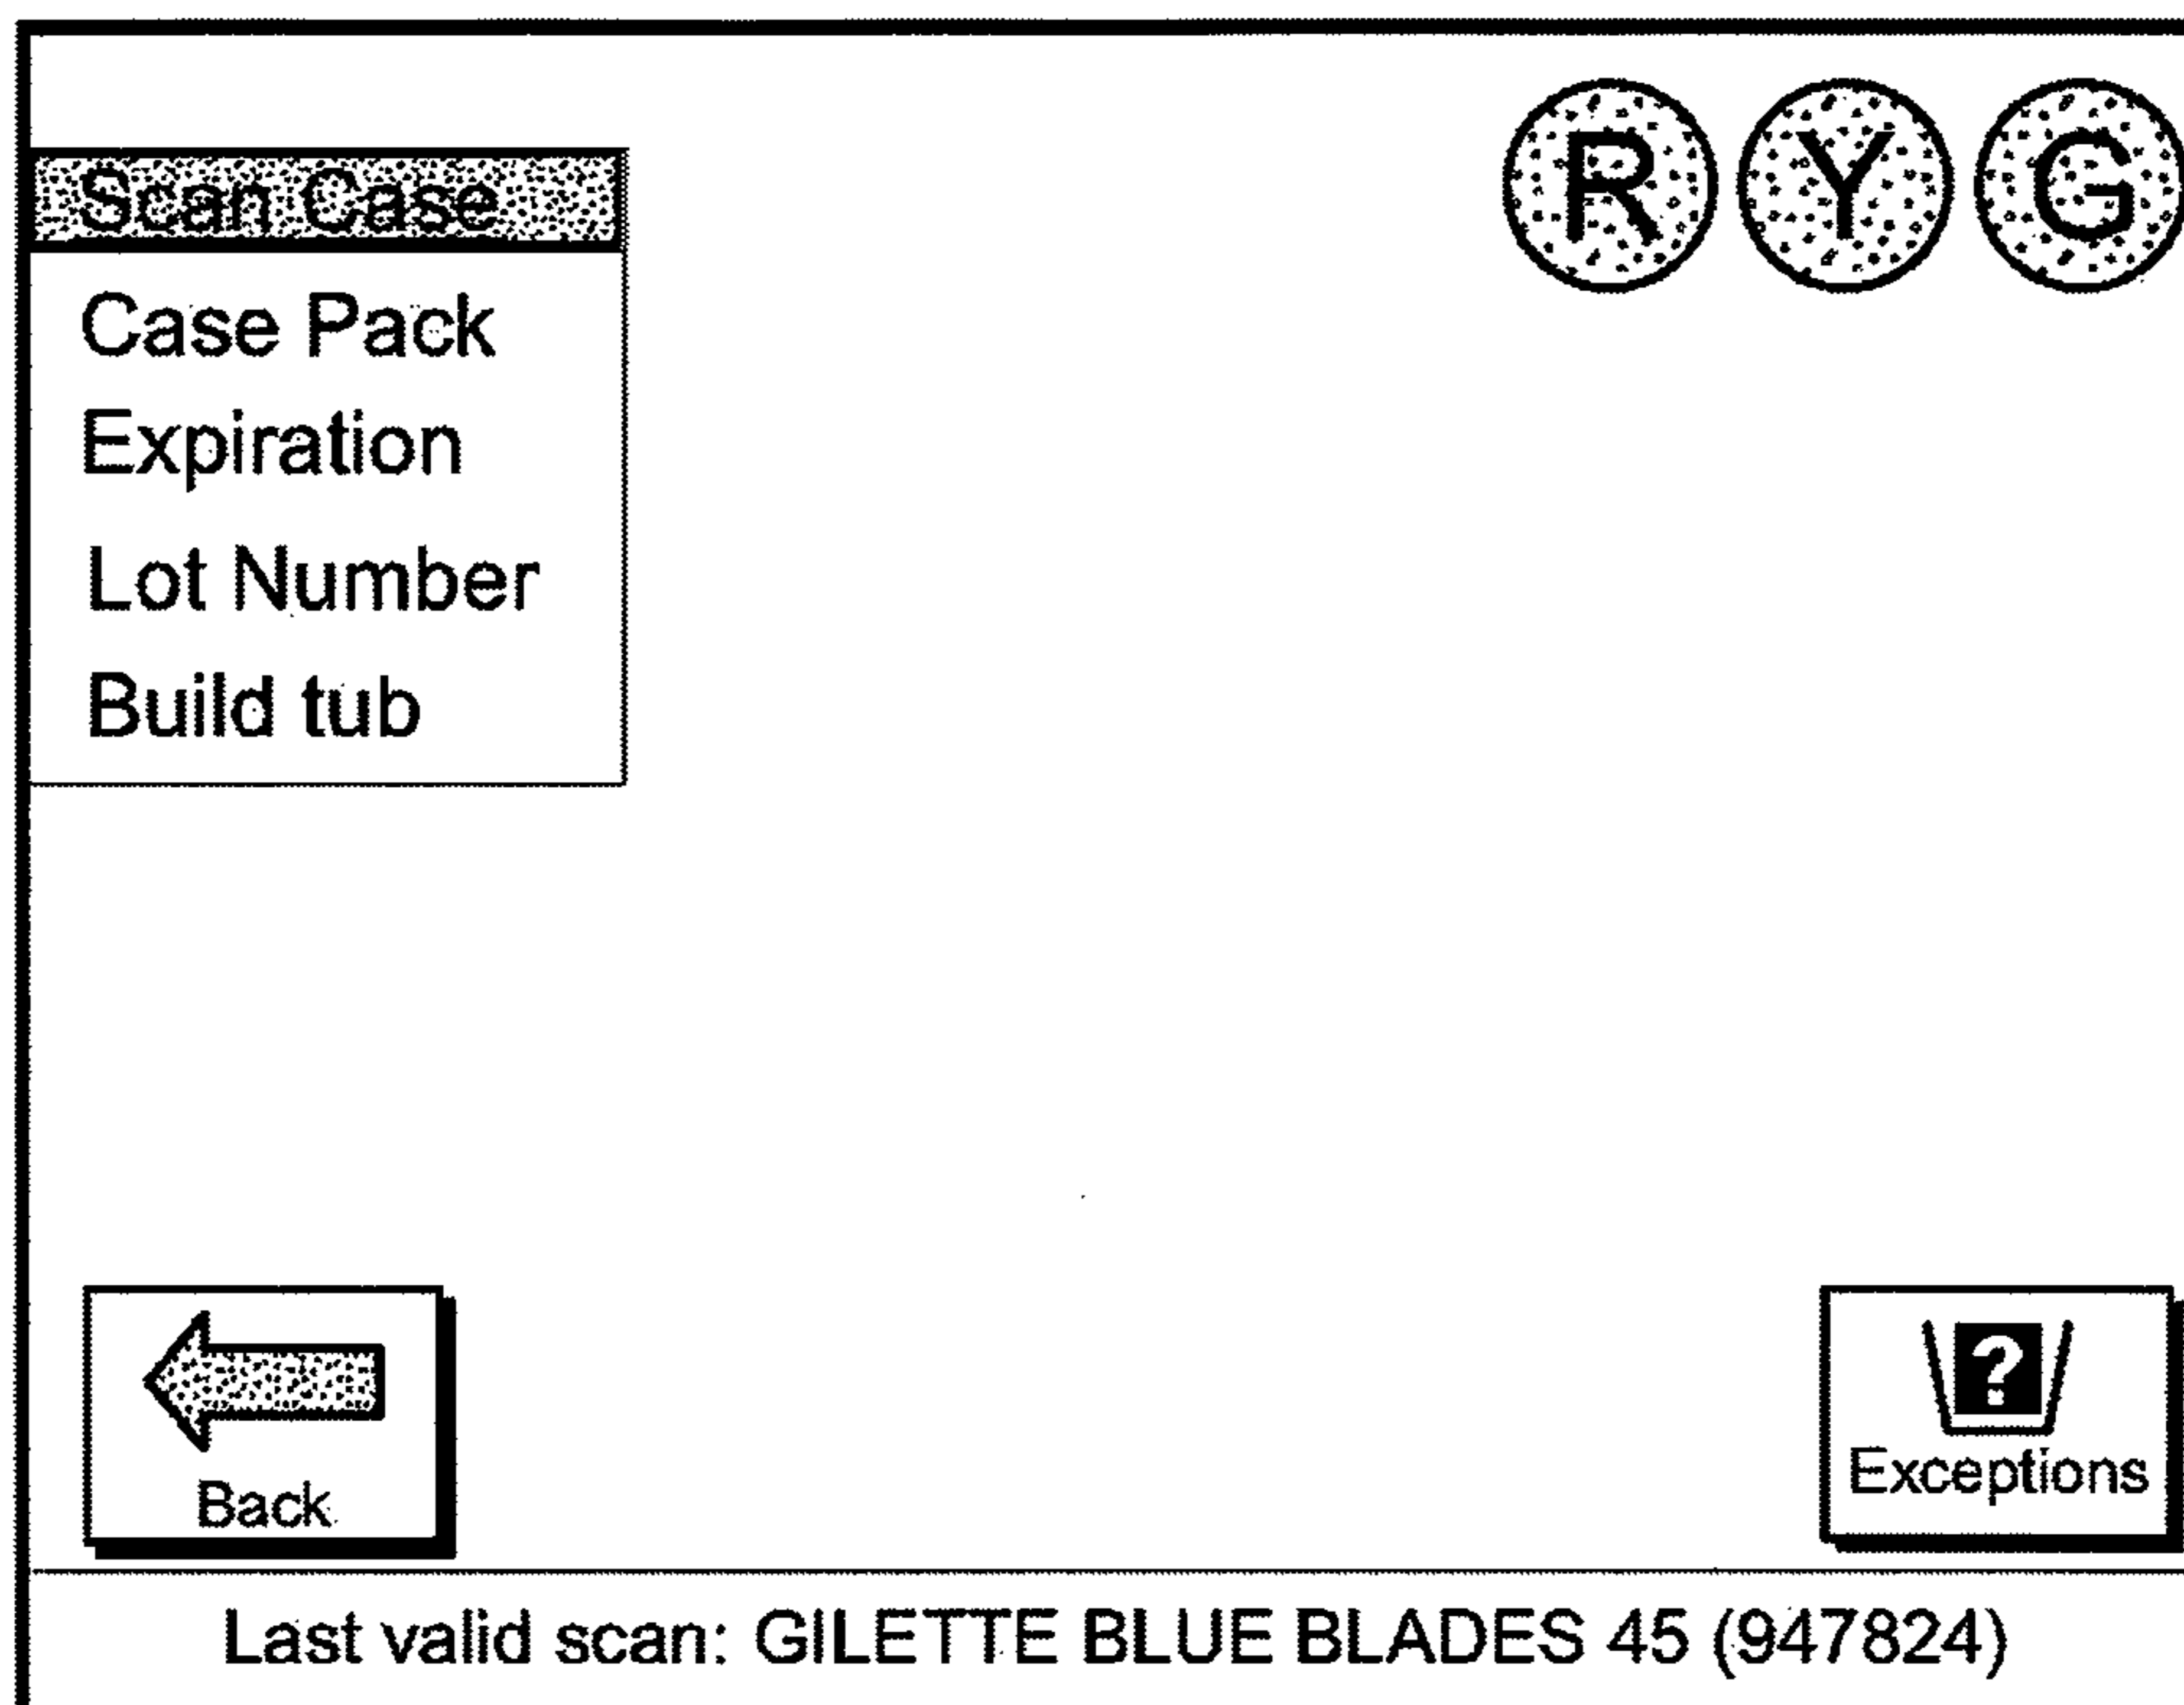 R Y G
Scan Case
Case Pack
Expiration
Lot Number
Build tub
Back
?
Exceptions
Last valid scan: GILETTE BLUE BLADES 45 (947824)